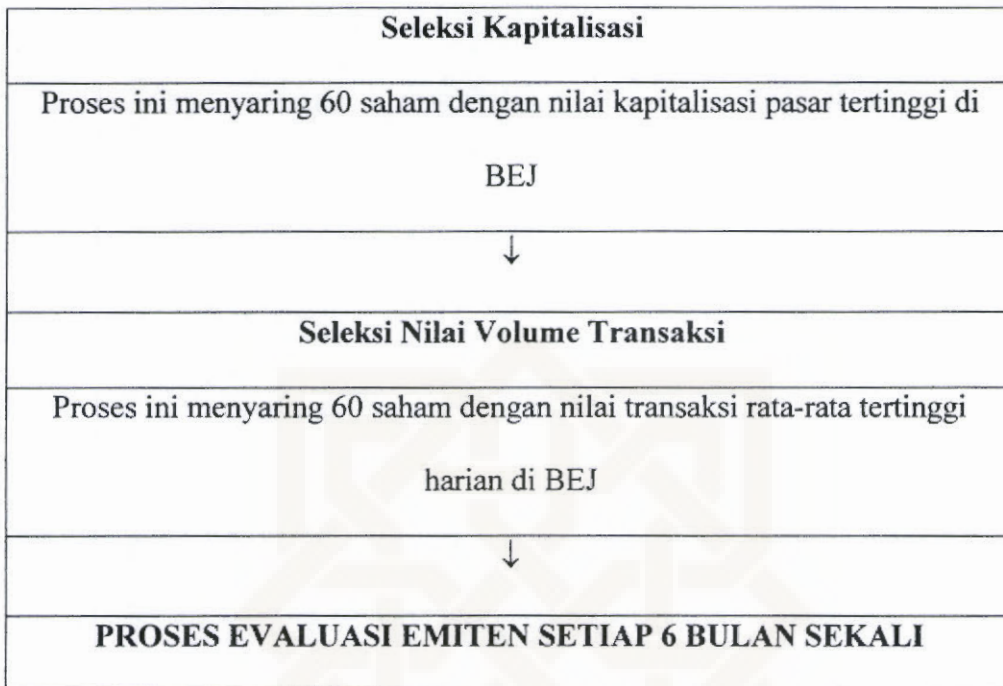 Seleksi Kapitalisasi
Proses ini menyaring 60 saham dengan nilai kapitalisasi pasar tertinggi di
BEJ
↓
Seleksi Nilai Volume Transaksi
Proses ini menyaring 60 saham dengan nilai transaksi rata-rata tertinggi
harian di BEJ
↓
PROSES EVALUASI EMITEN SETIAP 6 BULAN SEKALI